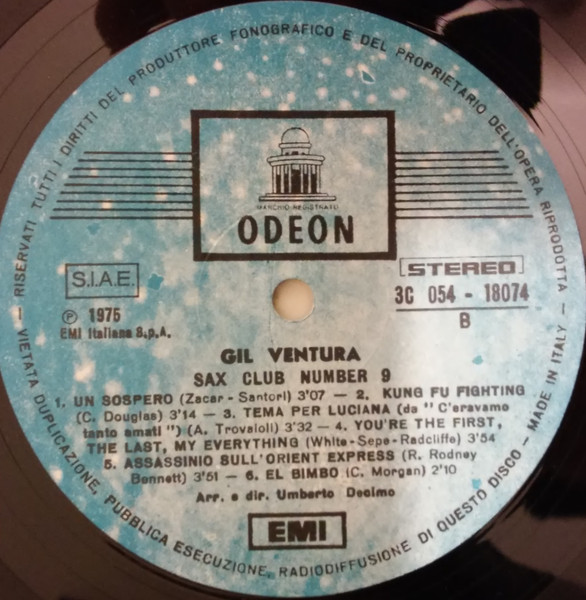 RISERVATI TUTTI I DIRITTI DEL PRODUTTORE FONOGRAFICO E DEL PROPRIETARIO DELL'OPERA RIPRODOTTA — MADE IN ITALY —
VIETATA DUPLICAZIONE, PUBBLICA ESECUZIONE, RADIODIFFUSIONE DI QUESTO DISCO
MARCHIO REGISTRATO
ODEON
S.I.A.E.
STEREO
3C 054 - 18074
B
Ⓟ 1975
EMI Italiana S.p.A.
GIL VENTURA
SAX CLUB NUMBER 9
1. UN SOSPERO (Zacar - Santori) 3'07 — 2. KUNG FU FIGHTING
(C. Douglas) 3'14 — 3. TEMA PER LUCIANA (da " C'eravamo
tanto amati ") (A. Trovaioli) 3'32 — 4. YOU'RE THE FIRST,
THE LAST, MY EVERYTHING (White-Sepe-Radcliffe) 3'54
5. ASSASSINIO SULL'ORIENT EXPRESS (R. Rodney
Bennett) 3'51 - 6. EL BIMBO (C. Morgan) 2'10
Arr. e dir. Umberto Decimo
EMI